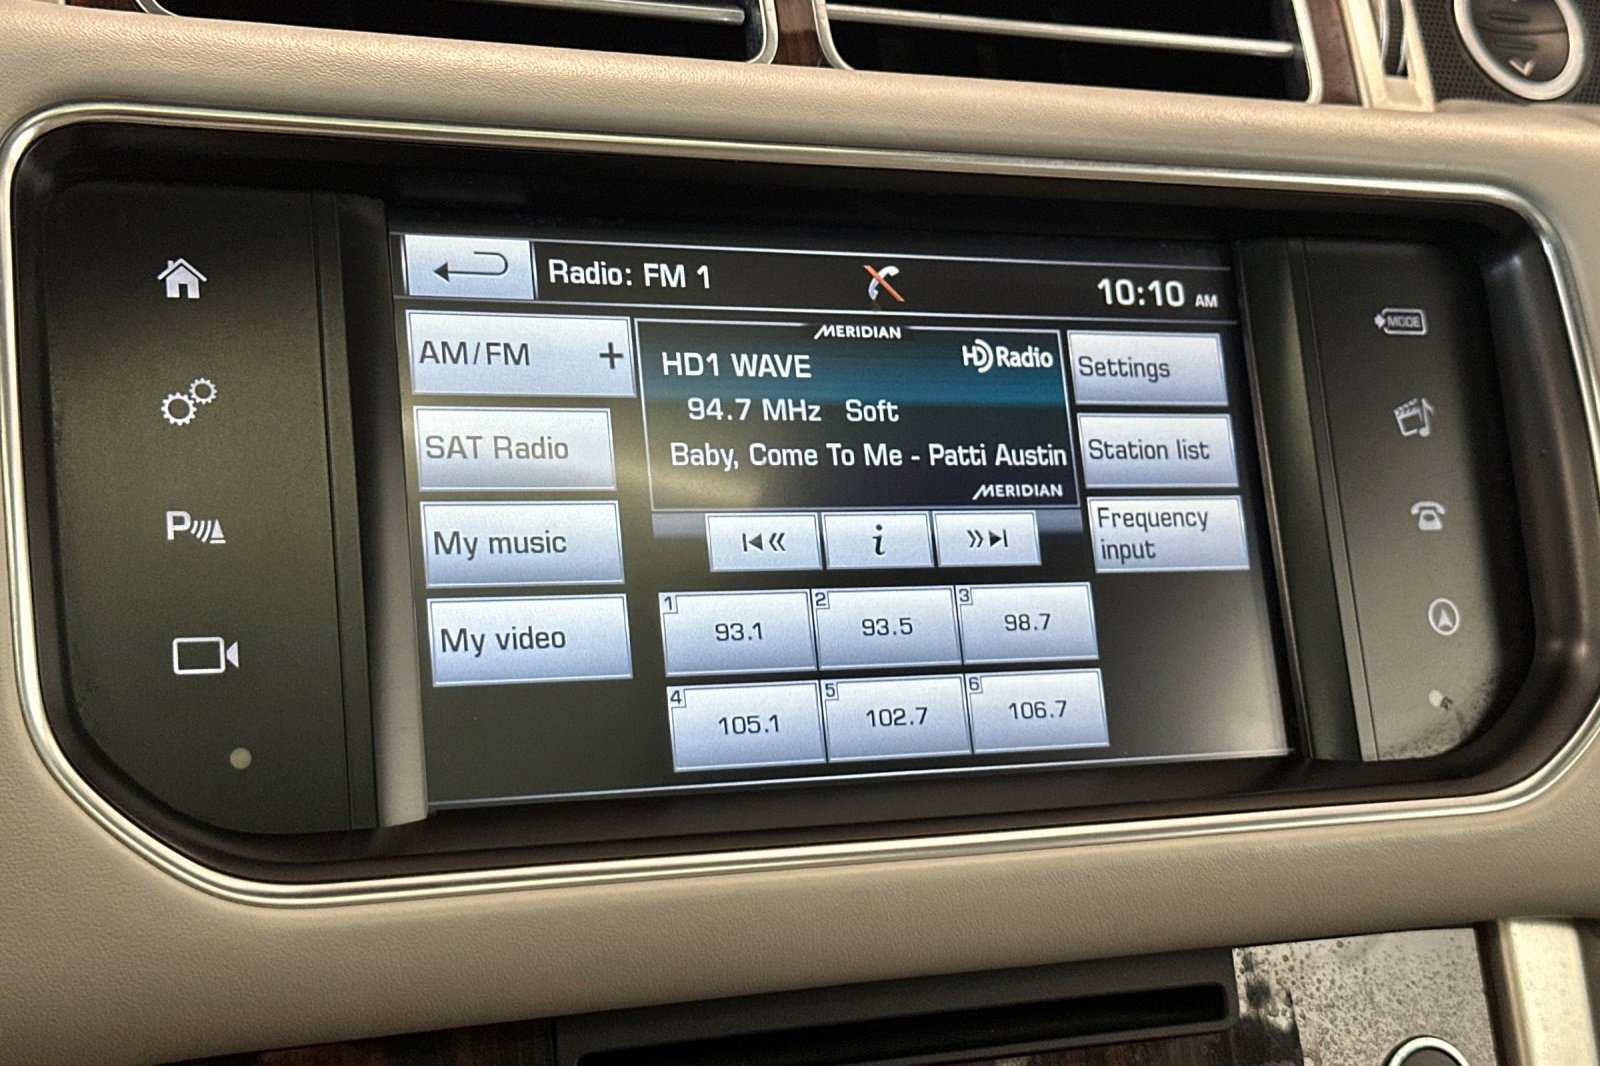 Radio: FM 1
10:10 AM
AM/FM +
SAT Radio
My music
My video
MERIDIAN
HD1 WAVE
HD Radio
94.7 MHz Soft
Baby, Come To Me - Patti Austin
MERIDIAN
i
Settings
Station list
Frequency
input
1 93.1
2 93.5
3 98.7
4 105.1
5 102.7
6 106.7
P
MODE